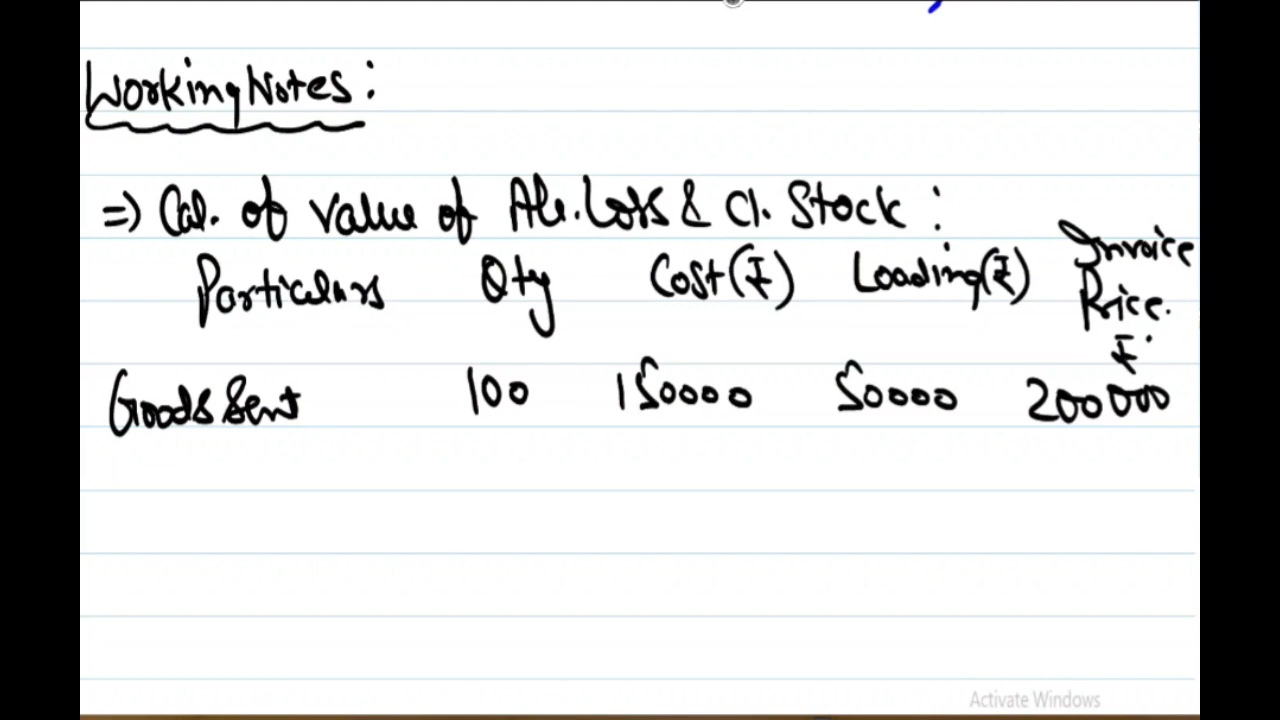 Working Notes:
=> Cal. of Value of Ab. Loss & Cl. Stock:
Particulars Qty Cost(₹) Loading(₹) Invoice Price. ₹
Goods Sent 100 150000 50000 200000
Activate Windows